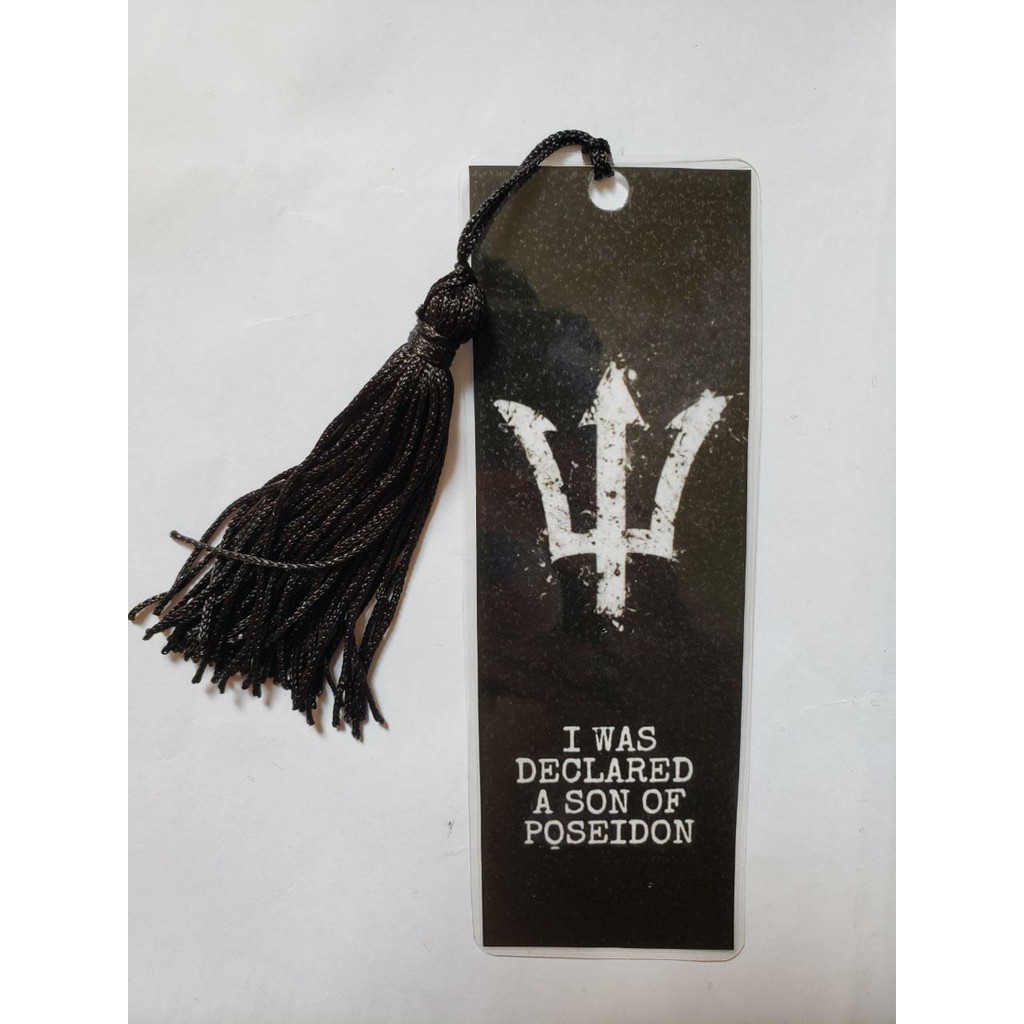 I WAS
DECLARED
A SON OF
POSEIDON